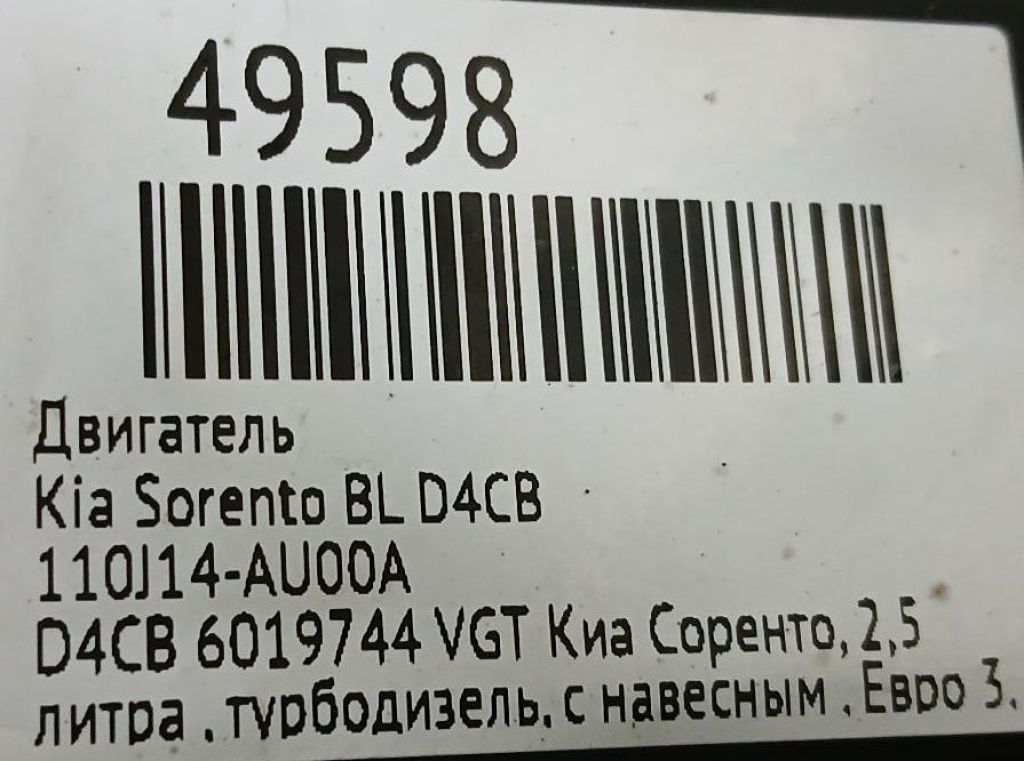 49598
Двигатель
Kia Sorento BL D4CB
110J14-AU00A
D4CB 6019744 VGT Киа Соренто, 2,5
литра , турбодизель, с навесным , Евро 3,